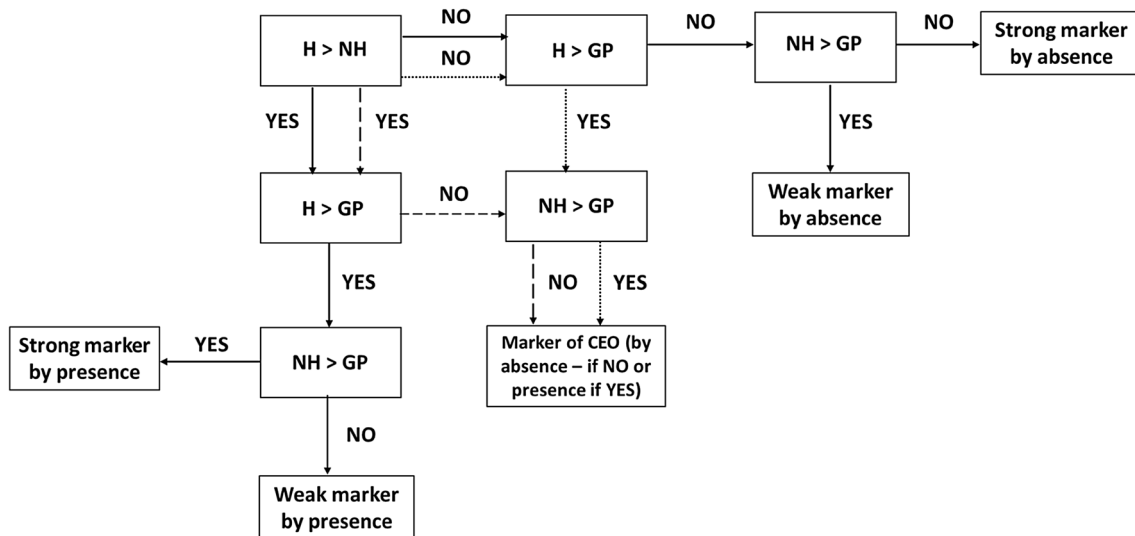 H > NH
NO
NO
H > GP
NO
NH > GP
NO
Strong marker
by absence
YES
YES
YES
YES
H > GP
NO
NH > GP
Weak marker
by absence
YES
NO
YES
Strong marker
by presence
YES
NH > GP
Marker of CEO (by
absence – if NO or
presence if YES)
NO
Weak marker
by presence